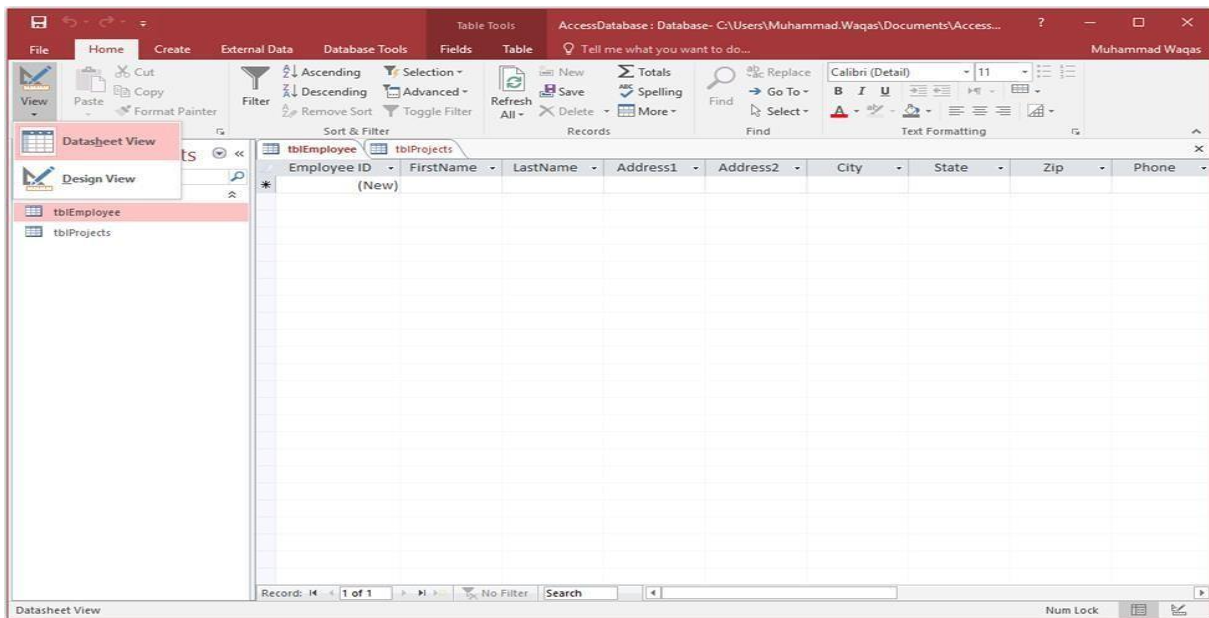 Table Tools AccessDatabase : Database- C:\Users\Muhammad.Waqas\Documents\Access... ?
File Home Create External Data Database Tools Fields Table Tell me what you want to do... Muhammad Waqas
View
Paste
Cut
Copy
Format Painter
Filter
Ascending
Descending
Remove Sort
Selection
Advanced
Toggle Filter
Sort & Filter
Refresh
All
New
Save
Delete
Totals
ABC Spelling
More
Records
Find
Replace
Go To
Select
Find
Calibri (Detail) 11
B I U
A
Text Formatting
Datasheet View
Design View
ts
tblEmployee
tblProjects
tblEmployee tblProjects
Employee ID FirstName LastName Address1 Address2 City State Zip Phone
* (New)
Record: 1 of 1 No Filter Search
Datasheet View Num Lock